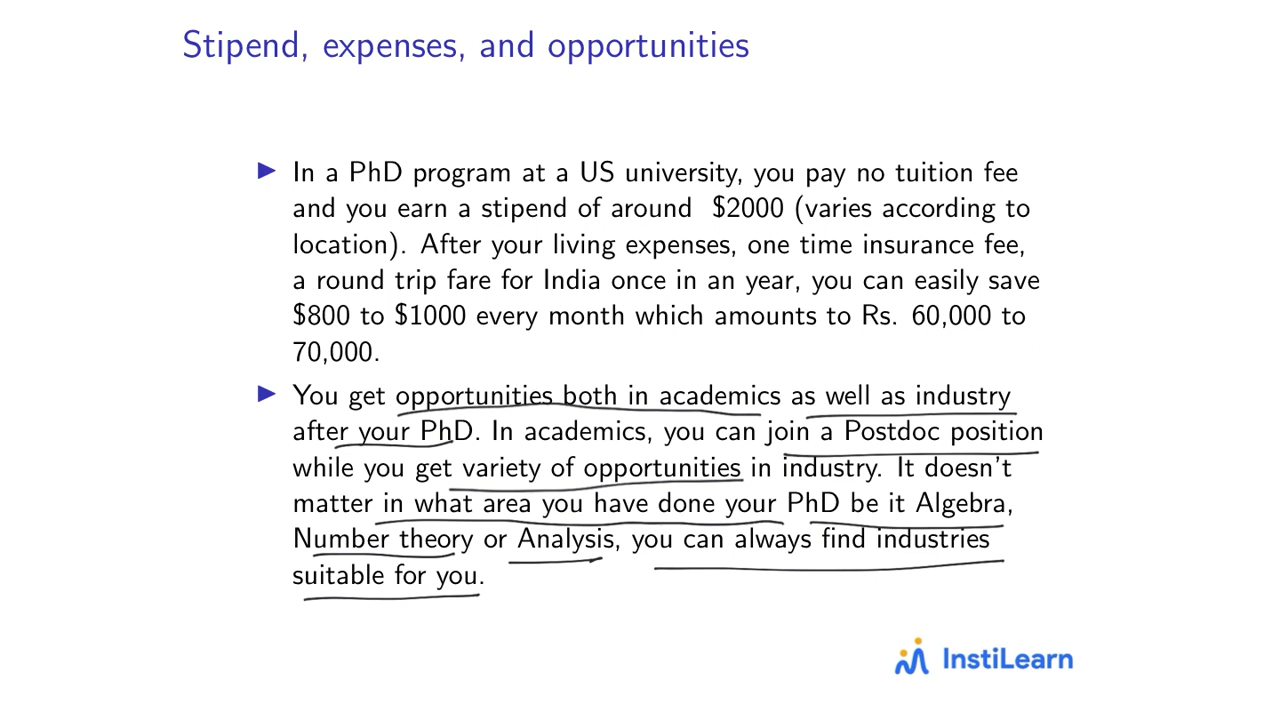 Stipend, expenses, and opportunities
In a PhD program at a US university, you pay no tuition fee
and you earn a stipend of around $2000 (varies according to
location). After your living expenses, one time insurance fee,
a round trip fare for India once in an year, you can easily save
$800 to $1000 every month which amounts to Rs. 60,000 to
70,000.
You get opportunities both in academics as well as industry
after your PhD. In academics, you can join a Postdoc position
while you get variety of opportunities in industry. It doesn't
matter in what area you have done your PhD be it Algebra,
Number theory or Analysis, you can always find industries
suitable for you.
InstiLearn